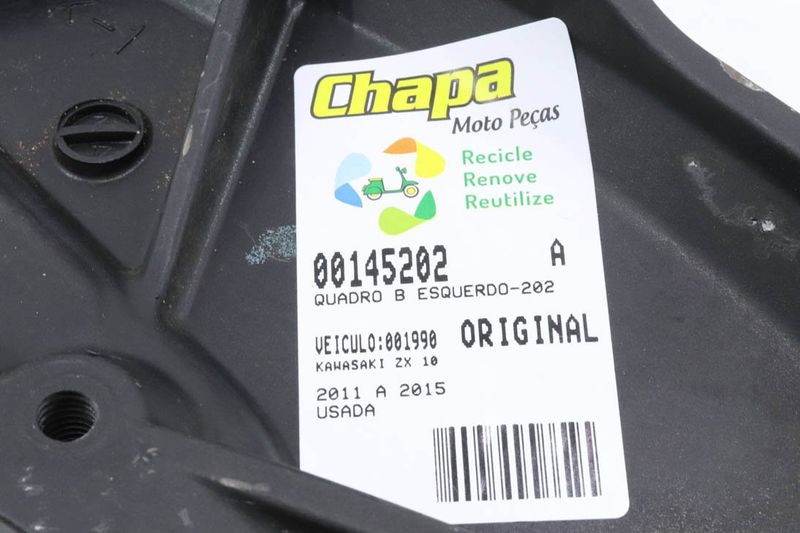 Chapa
Moto Peças
Recicle
Renove
Reutilize
00145202 A
QUADRO B ESQUERDO-202
VEICULO:001990 ORIGINAL
KAWASAKI ZX 10
2011 A 2015
USADA